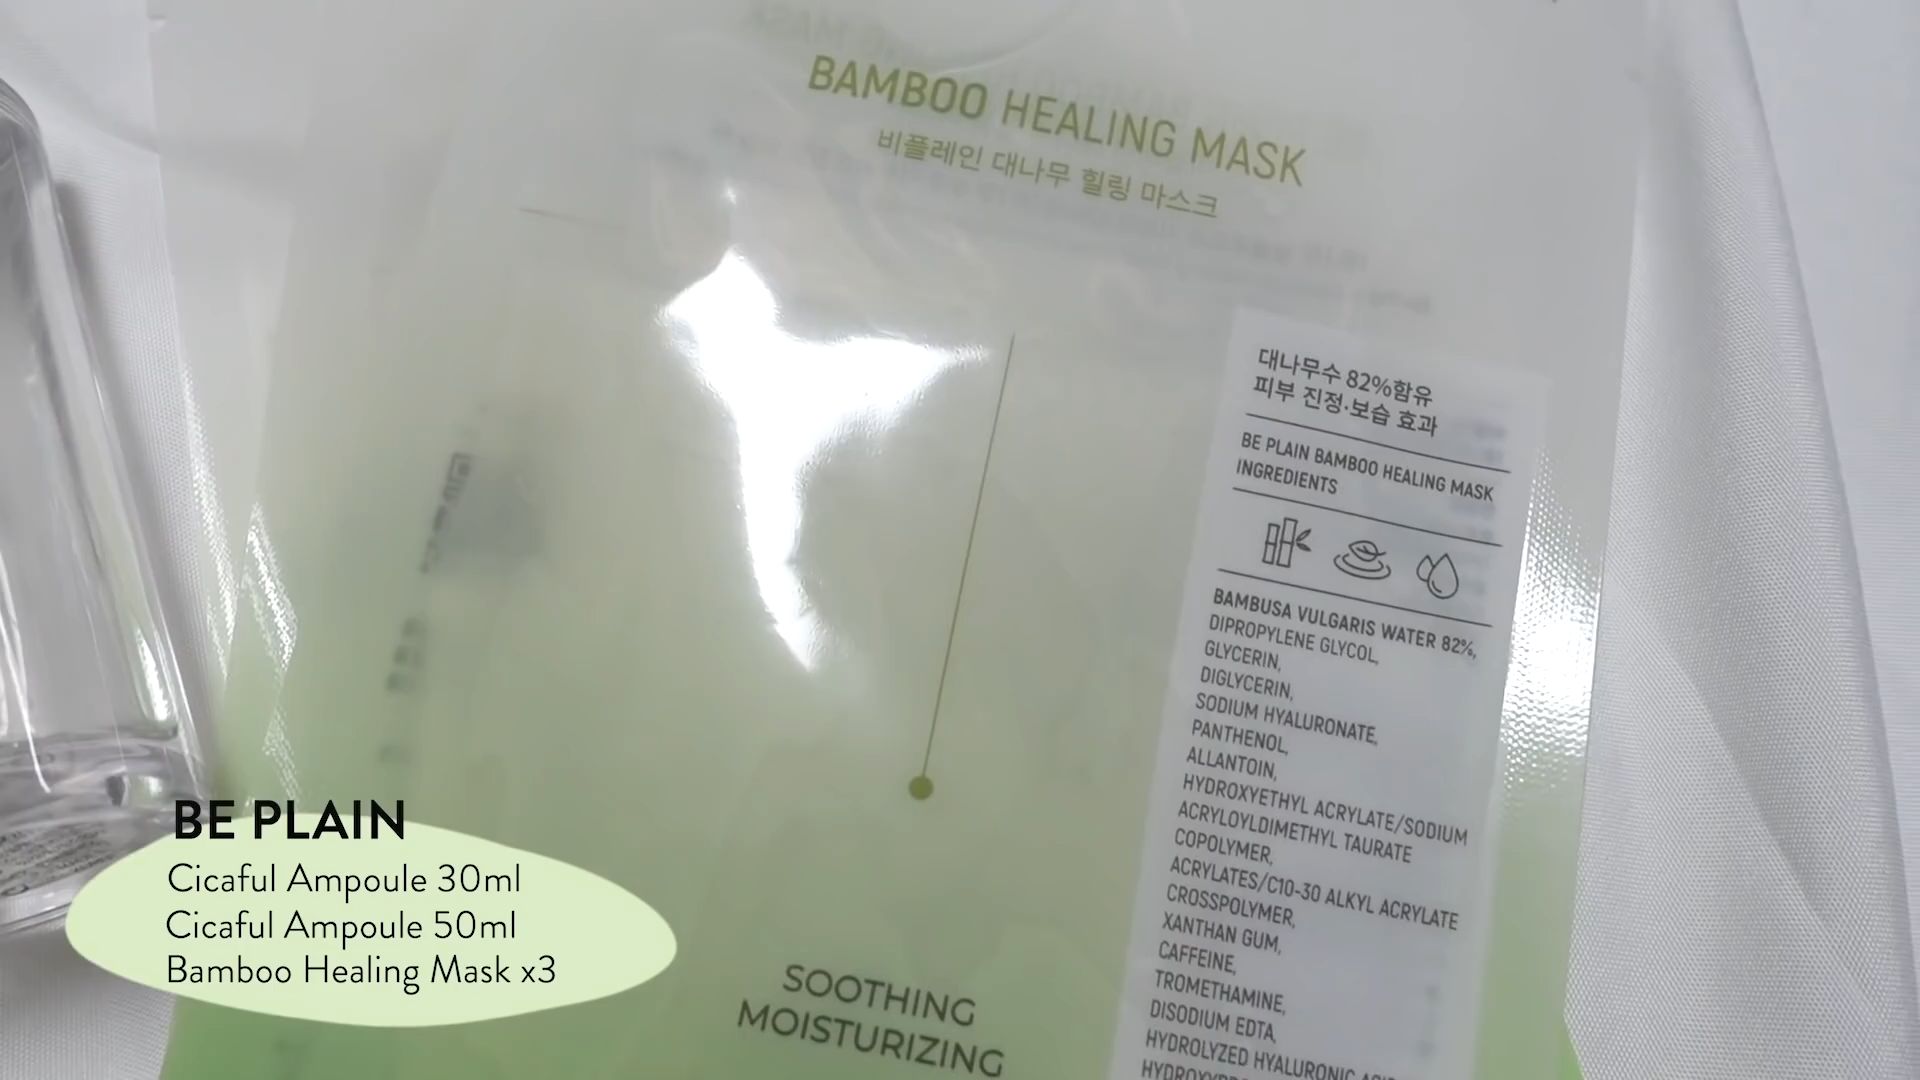 BAMBOO HEALING MASK
비플레인 대나무 힐링 마스크
대나무수 82%함유
피부 진정·보습 효과
BE PLAIN BAMBOO HEALING MASK
INGREDIENTS
BAMBUSA VULGARIS WATER 82%,
DIPROPYLENE GLYCOL,
GLYCERIN,
DIGLYCERIN,
SODIUM HYALURONATE,
PANTHENOL,
ALLANTOIN,
HYDROXYETHYL ACRYLATE/SODIUM
ACRYLOYLDIMETHYL TAURATE
COPOLYMER,
ACRYLATES/C10-30 ALKYL ACRYLATE
CROSSPOLYMER,
XANTHAN GUM,
CAFFEINE,
TROMETHAMINE,
DISODIUM EDTA,
HYDROLYZED HYALURONIC
SOOTHING
MOISTURIZING
BE PLAIN
Cicaful Ampoule 30ml
Cicaful Ampoule 50ml
Bamboo Healing Mask x3